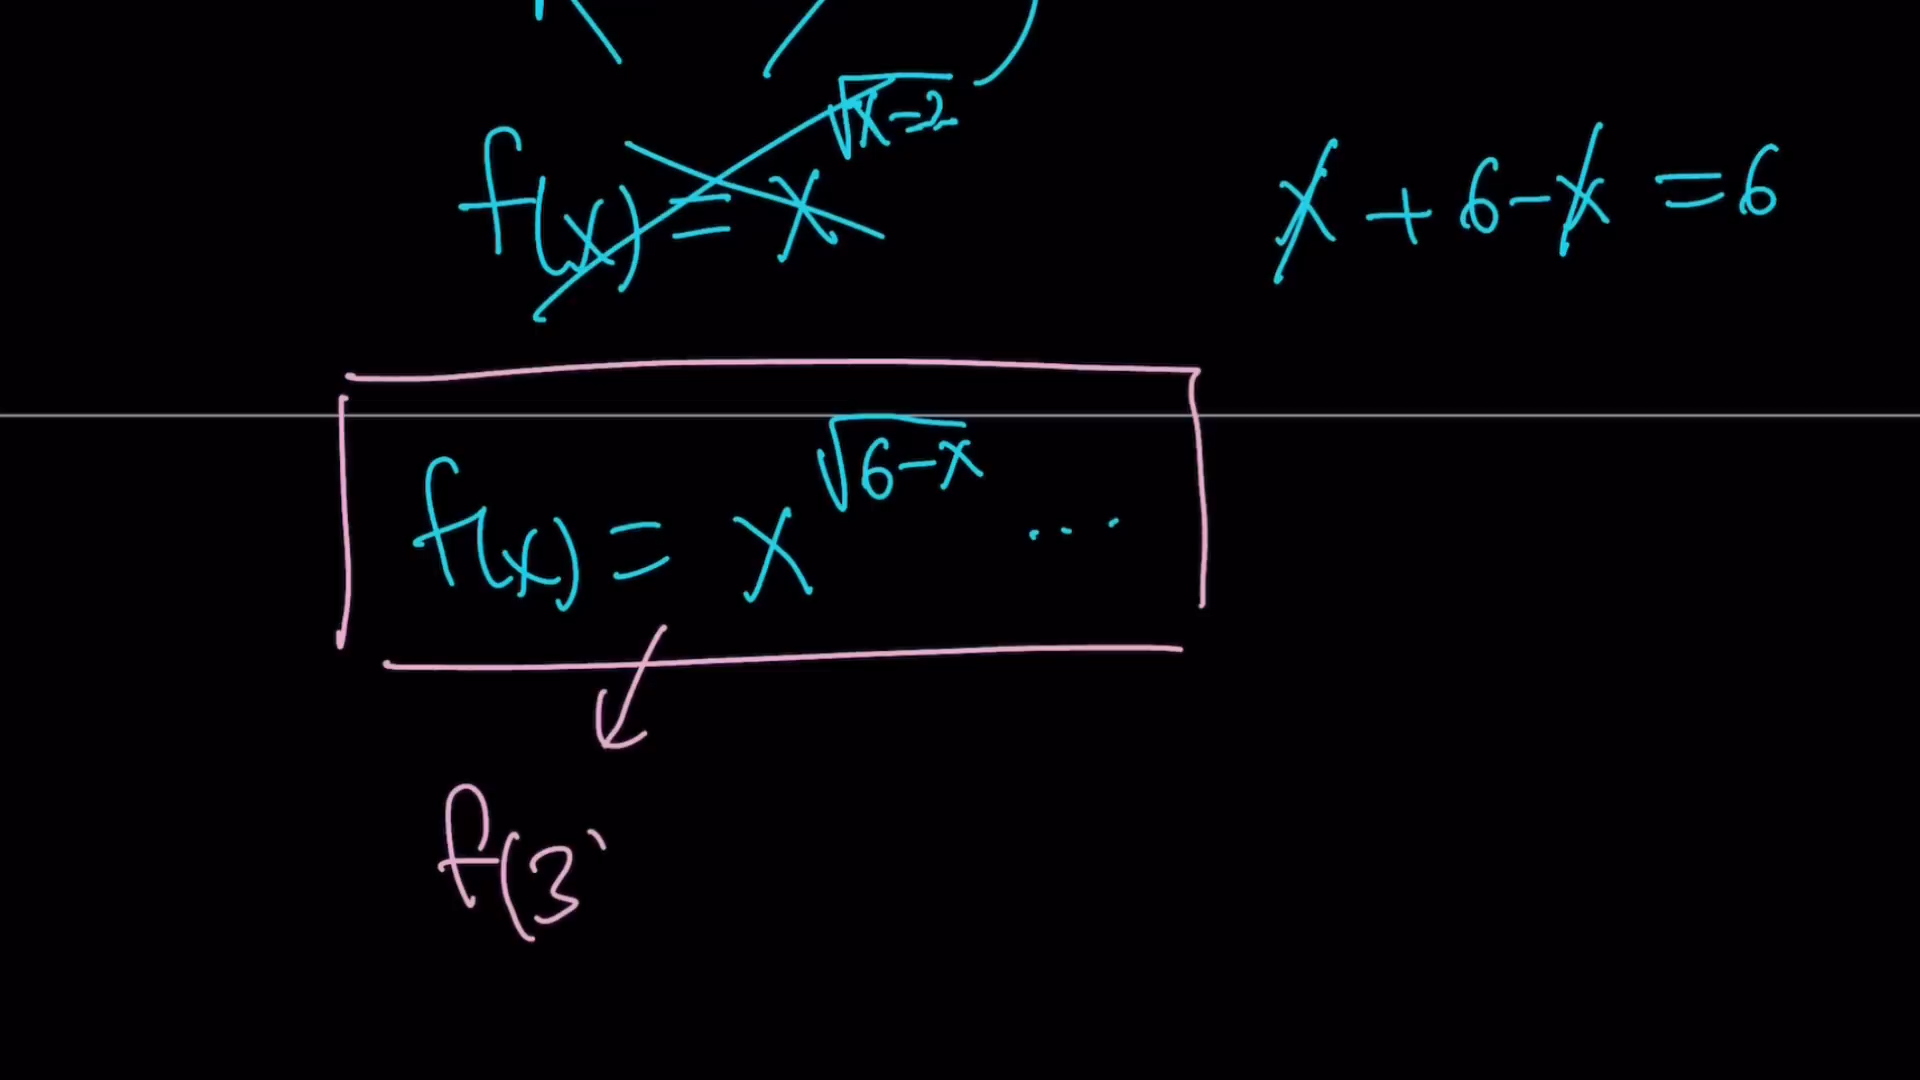 f(x) = x^√(x-2)
x + 6 - x = 6
f(x) = x^√(6-x) ...
f(3)